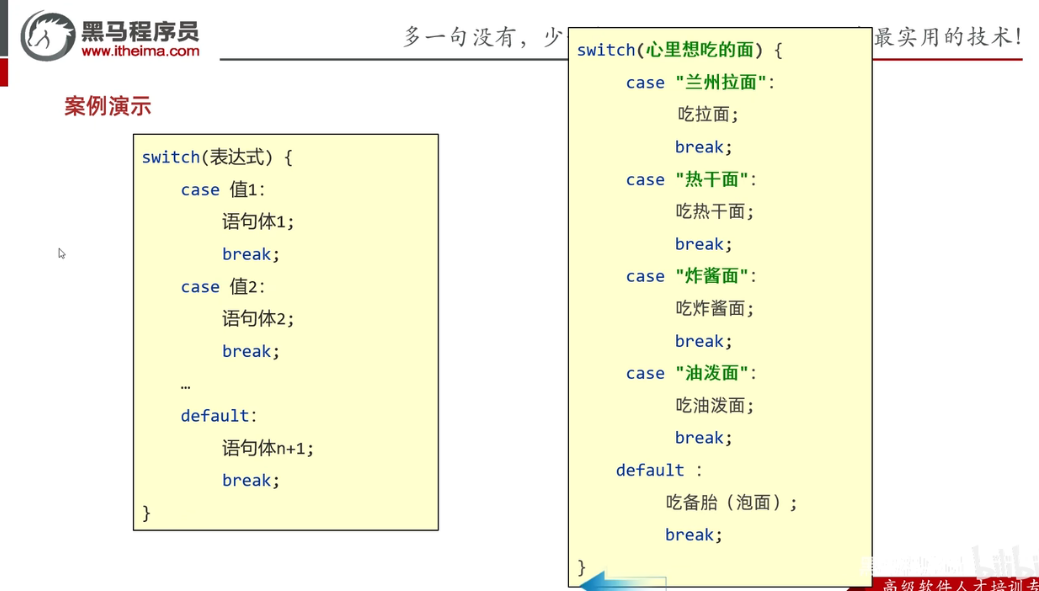 黑马程序员
www.itheima.com
多一句没有，少
最实用的技术！
案例演示
switch(表达式) {
case 值1:
语句体1;
break;
case 值2:
语句体2;
break;
…
default:
语句体n+1;
break;
}
switch(心里想吃的面) {
case "兰州拉面":
吃拉面;
break;
case "热干面":
吃热干面;
break;
case "炸酱面":
吃炸酱面;
break;
case "油泼面":
吃油泼面;
break;
default :
吃备胎（泡面）;
break;
}
高级软件人才培训专